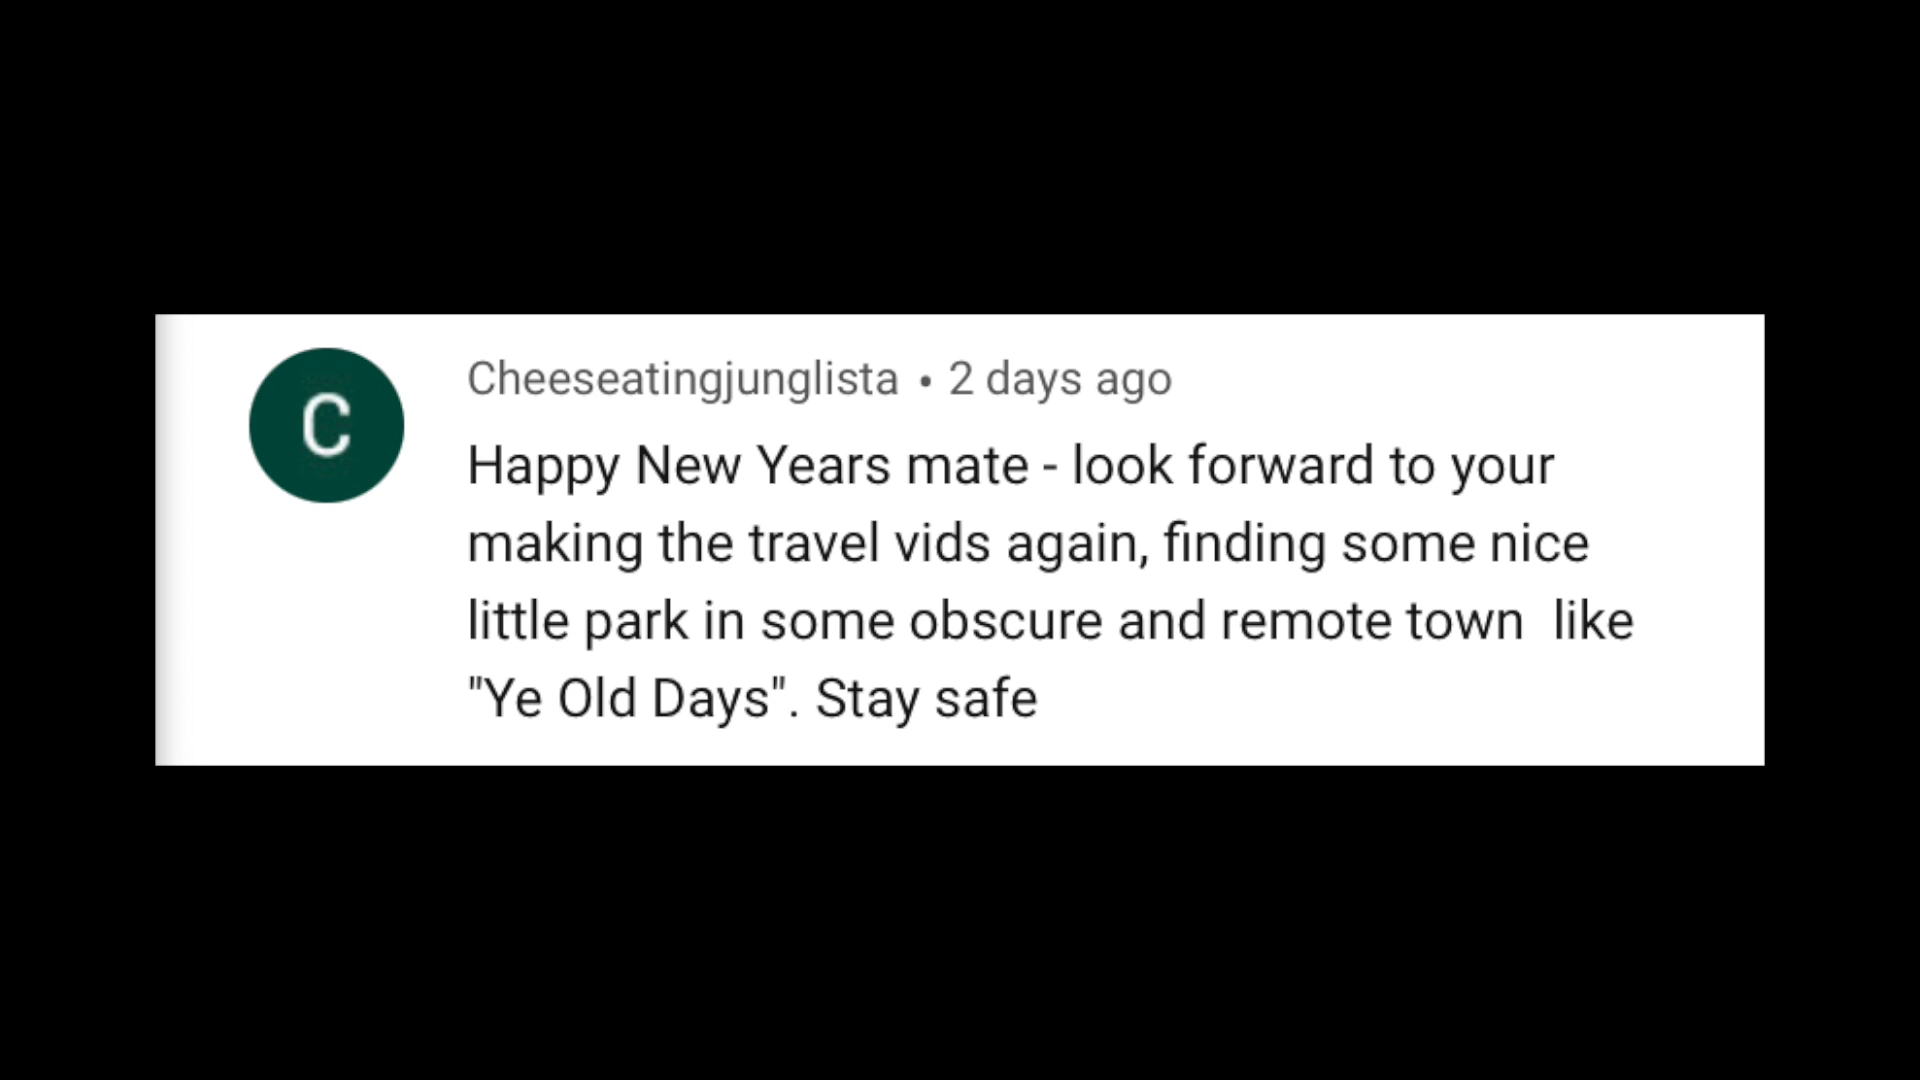 C
Cheeseatingjunglista • 2 days ago
Happy New Years mate - look forward to your
making the travel vids again, finding some nice
little park in some obscure and remote town  like
"Ye Old Days". Stay safe